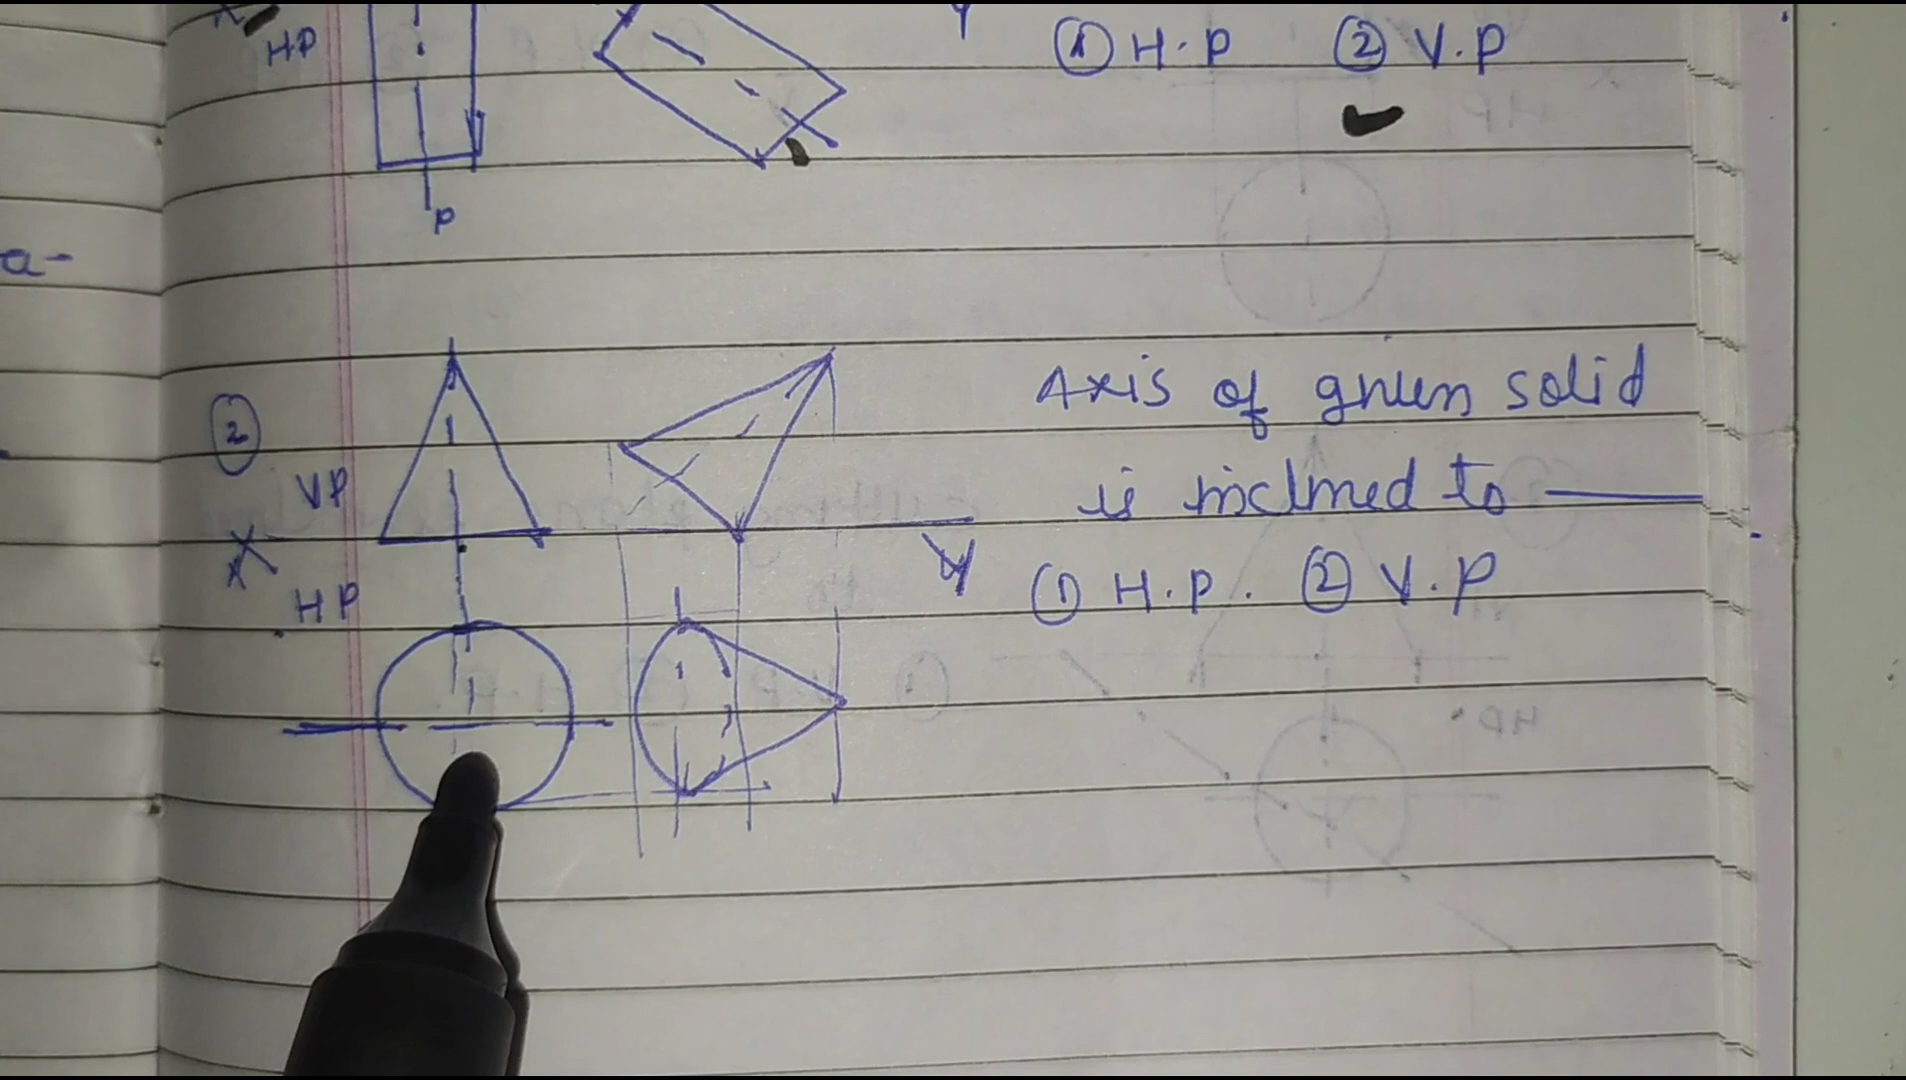 X
HP
Y
① H.P ② V.P
P
a-
②
Axis of given solid
VP
is inclined to
X
Y
HP
① H.P. ② V.P